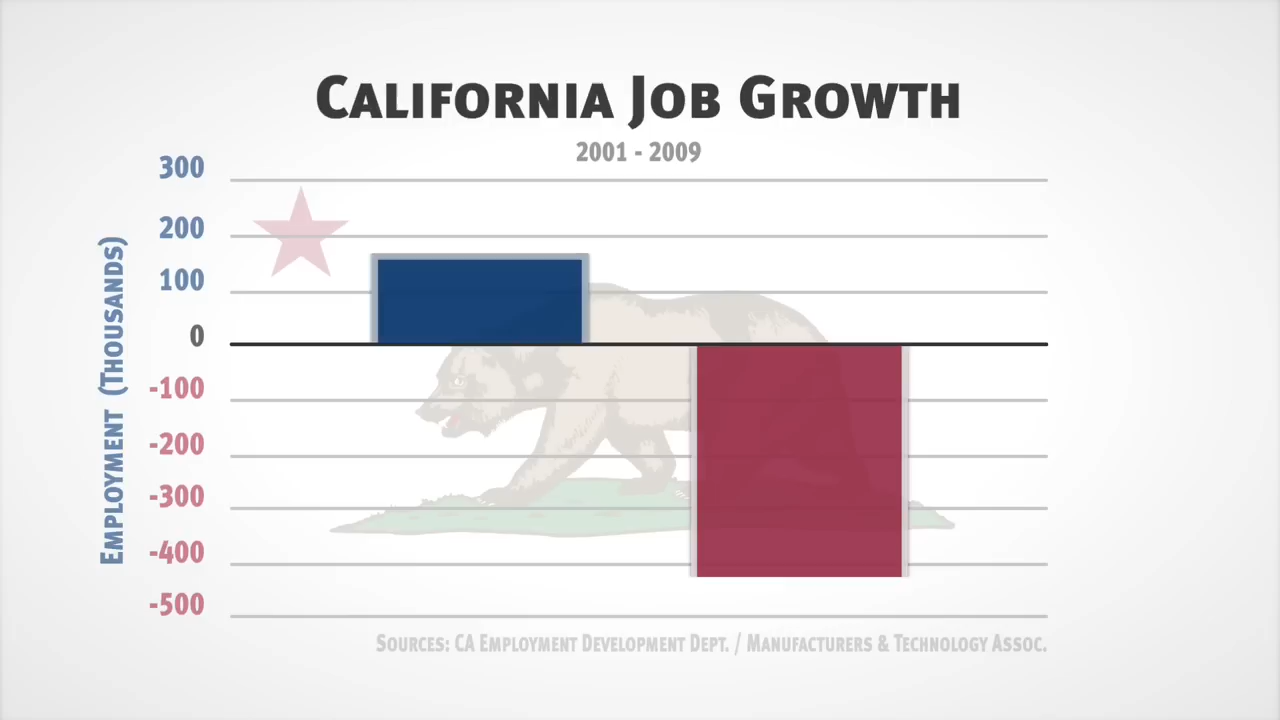 CALIFORNIA JOB GROWTH
2001 - 2009
300
200
100
0
-100
-200
-300
-400
-500
EMPLOYMENT (THOUSANDS)
SOURCES: CA EMPLOYMENT DEVELOPMENT DEPT. / MANUFACTURERS & TECHNOLOGY ASSOC.